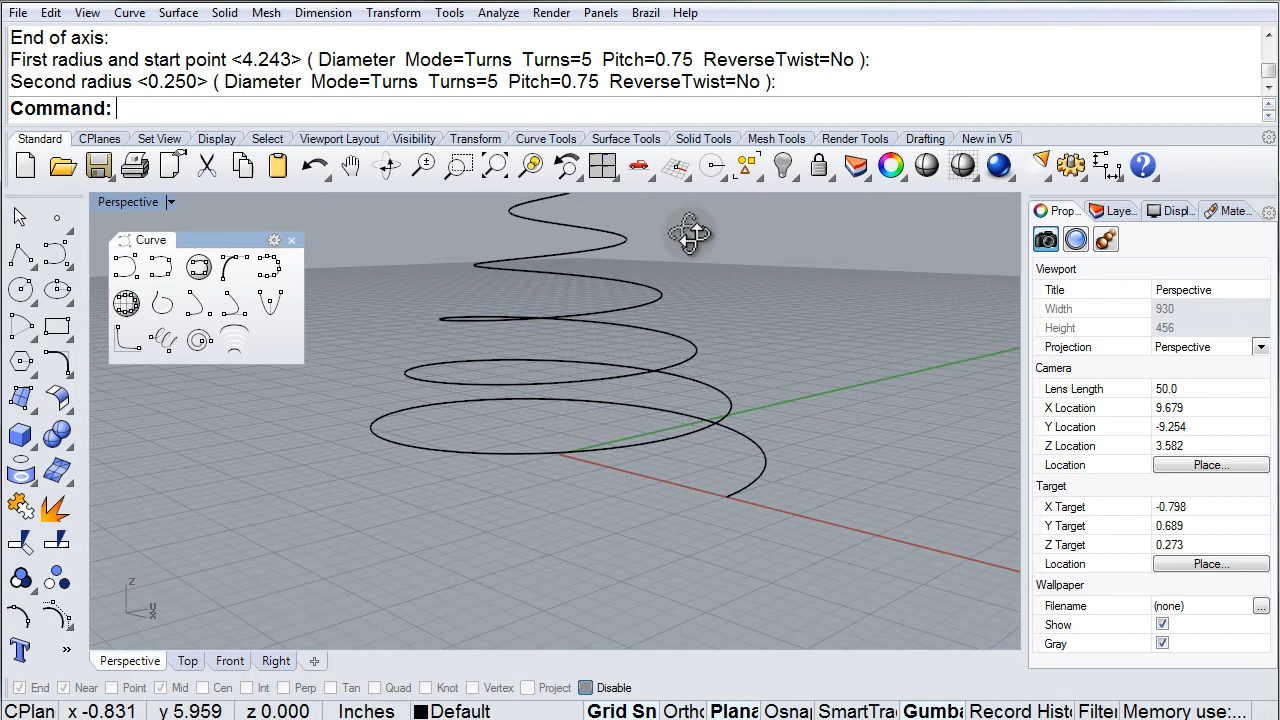 File Edit View Curve Surface Solid Mesh Dimension Transform Tools Analyze Render Panels Brazil Help
End of axis:
First radius and start point <4.243> ( Diameter Mode=Turns Turns=5 Pitch=0.75 ReverseTwist=No ):
Second radius <0.250> ( Diameter Mode=Turns Turns=5 Pitch=0.75 ReverseTwist=No ):
Command:
Standard CPlanes Set View Display Select Viewport Layout Visibility Transform Curve Tools Surface Tools Solid Tools Mesh Tools Render Tools Drafting New in V5
Perspective
Prop... Laye... Displ... Mate...
Curve
Viewport
Title Perspective
Width 930
Height 456
Projection Perspective
Camera
Lens Length 50.0
X Location 9.679
Y Location -9.254
Z Location 3.582
Location Place...
Target
X Target -0.798
Y Target 0.689
Z Target 0.273
Location Place...
Wallpaper
Filename (none) ...
Show
Gray
z
y
x
T
Perspective Top Front Right
End Near Point Mid Cen Int Perp Tan Quad Knot Vertex Project Disable
CPlan x -0.831 y 5.959 z 0.000 Inches Default Grid Sn Ortho Plana Osnap SmartTrac Gumba Record Histo Filter Memory use:...